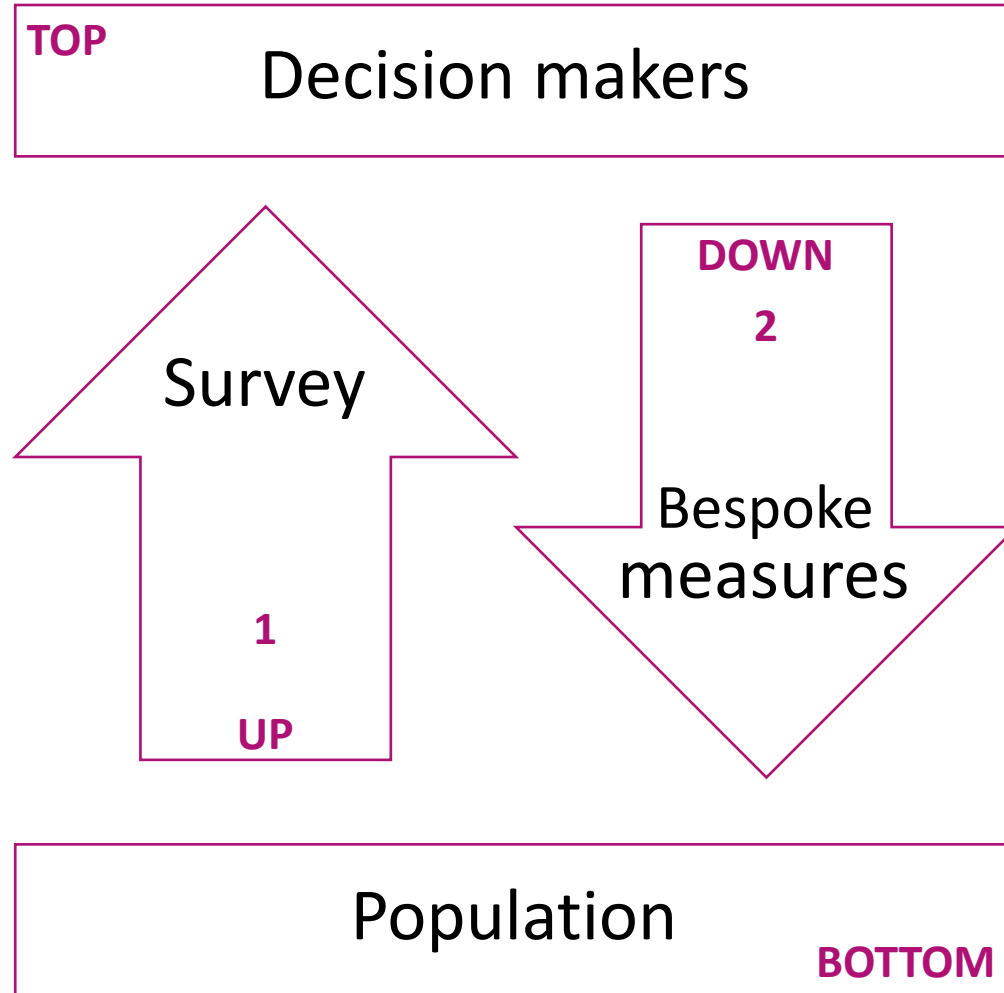 TOP
Decision makers
Survey
1
UP
DOWN
2
Bespoke
measures
Population
BOTTOM